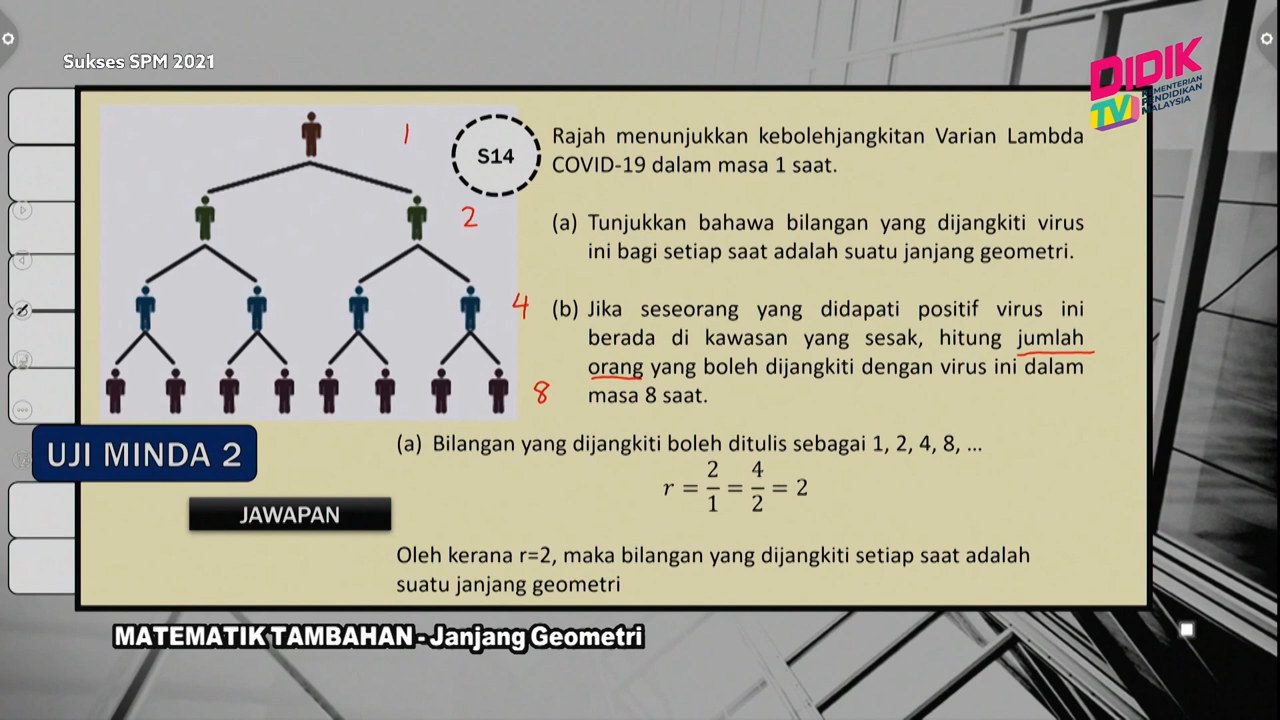 Sukses SPM 2021
DIDIK
TV
KEMENTERIAN
PENDIDIKAN
MALAYSIA
1
2
4
8
S14
Rajah menunjukkan kebolehjangkitan Varian Lambda
COVID-19 dalam masa 1 saat.
(a) Tunjukkan bahawa bilangan yang dijangkiti virus
ini bagi setiap saat adalah suatu janjang geometri.
(b) Jika seseorang yang didapati positif virus ini
berada di kawasan yang sesak, hitung jumlah
orang yang boleh dijangkiti dengan virus ini dalam
masa 8 saat.
UJI MINDA 2
JAWAPAN
(a) Bilangan yang dijangkiti boleh ditulis sebagai 1, 2, 4, 8, ...
r = 2/1 = 4/2 = 2
Oleh kerana r=2, maka bilangan yang dijangkiti setiap saat adalah
suatu janjang geometri
MATEMATIK TAMBAHAN - Janjang Geometri